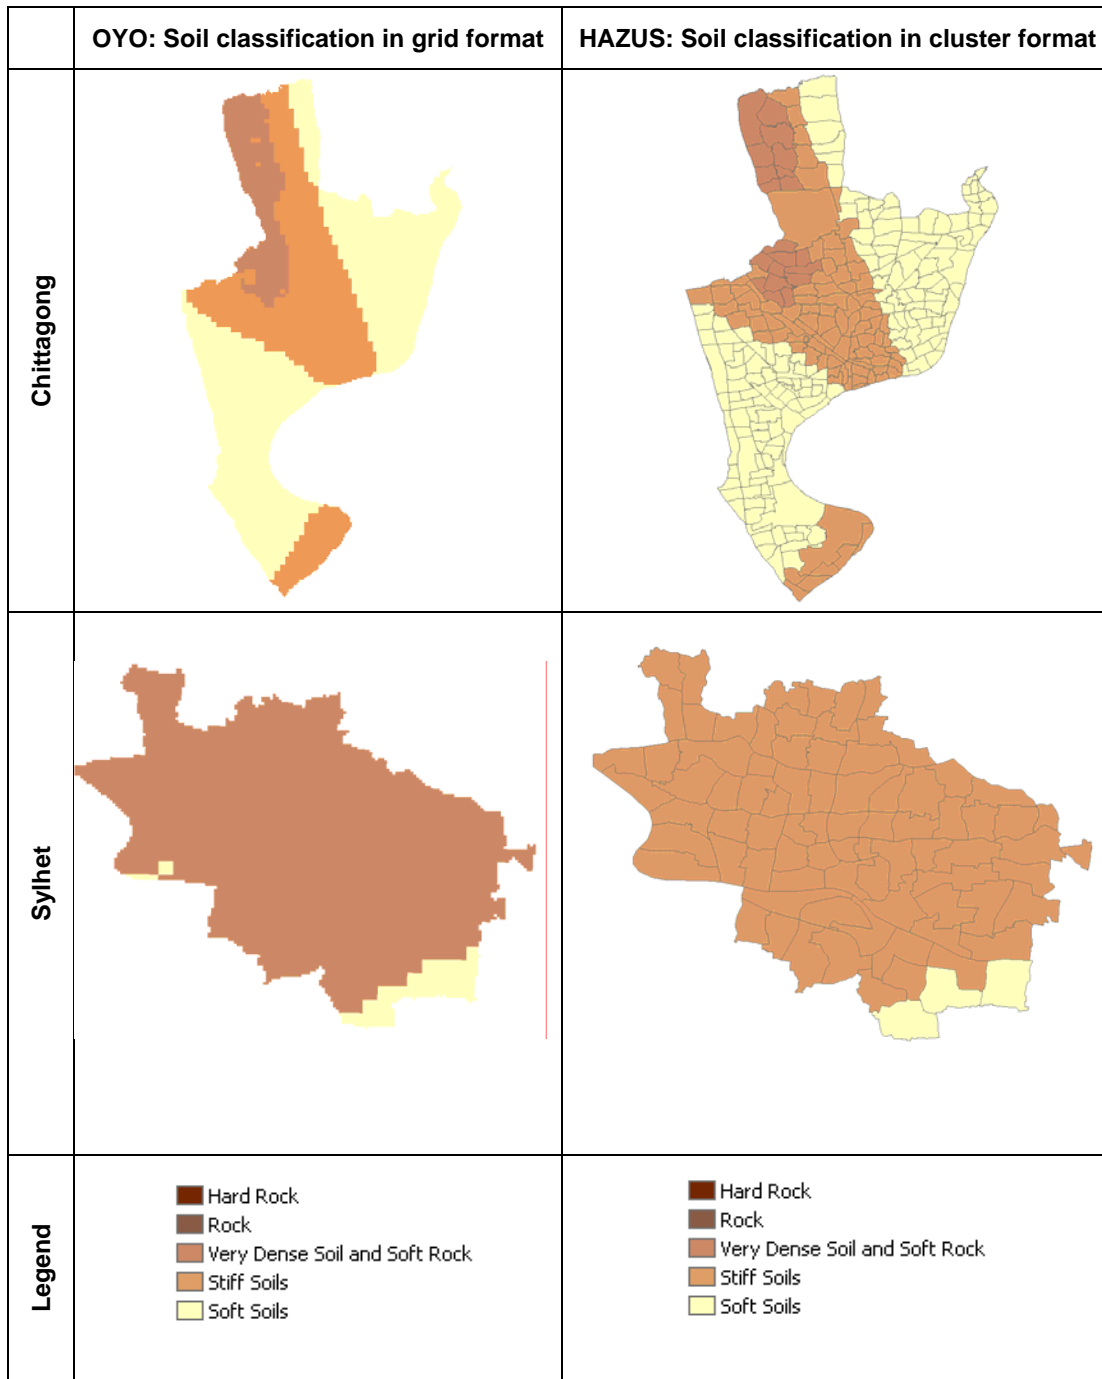 OYO: Soil classification in grid format
HAZUS: Soil classification in cluster format
Chittagong
Sylhet
Legend
Hard Rock
Rock
Very Dense Soil and Soft Rock
Stiff Soils
Soft Soils
Hard Rock
Rock
Very Dense Soil and Soft Rock
Stiff Soils
Soft Soils